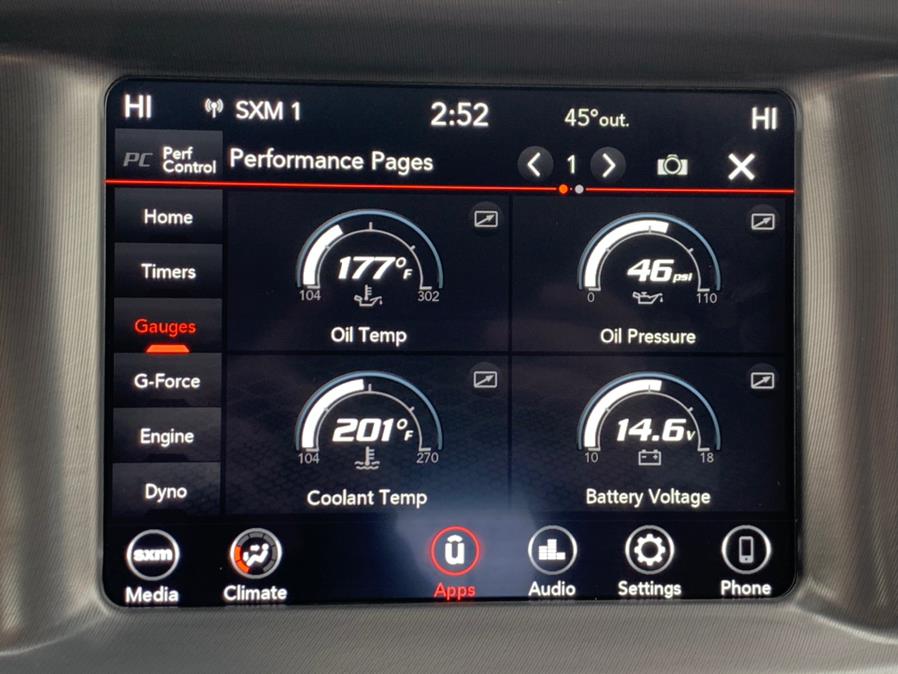 HI SXM 1 2:52 45°out. HI
PC Perf Control
Performance Pages 1
Home
Timers
Gauges
G-Force
Engine
Dyno
177°F
104 302
Oil Temp
46 psi
0 110
Oil Pressure
201°F
104 270
Coolant Temp
14.6v
10 18
Battery Voltage
sxm
Media Climate Apps Audio Settings Phone